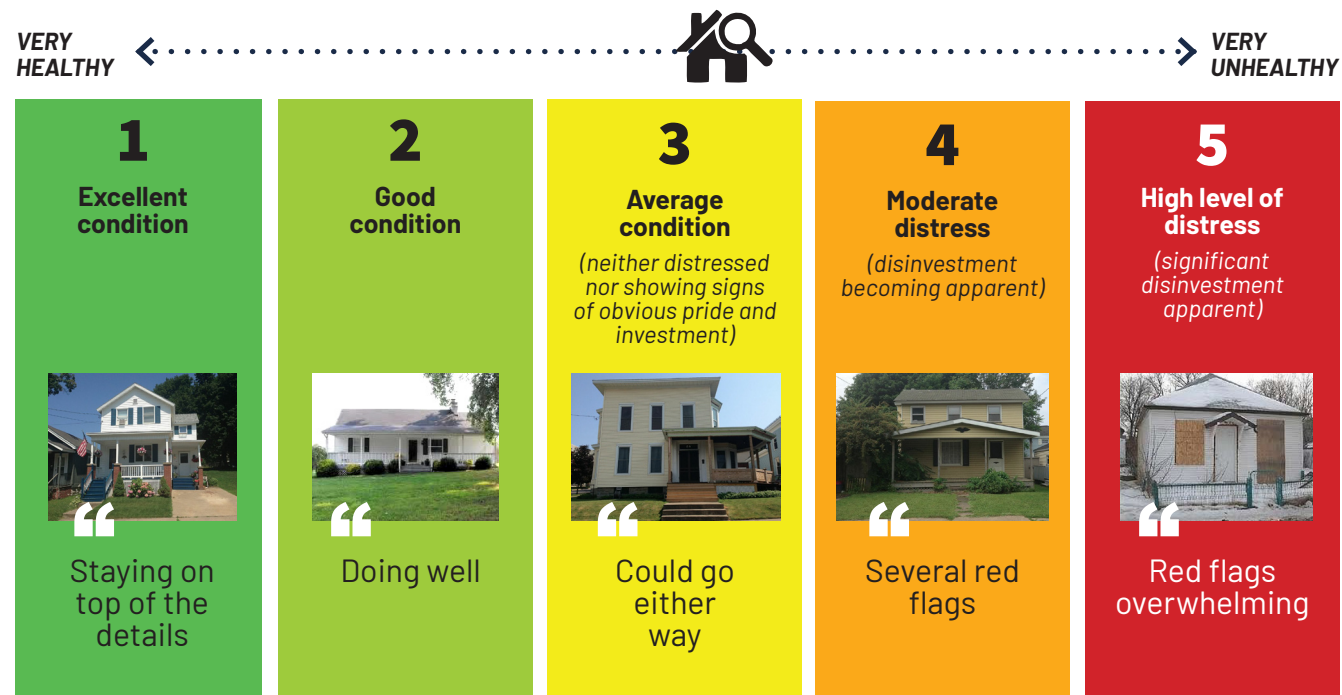 VERY
HEALTHY
VERY
UNHEALTHY
1
Excellent
condition
“
Staying on
top of the
details
2
Good
condition
“
Doing well
3
Average
condition
(neither distressed
nor showing signs
of obvious pride and
investment)
“
Could go
either
way
4
Moderate
distress
(disinvestment
becoming apparent)
“
Several red
flags
5
High level of
distress
(significant
disinvestment
apparent)
“
Red flags
overwhelming